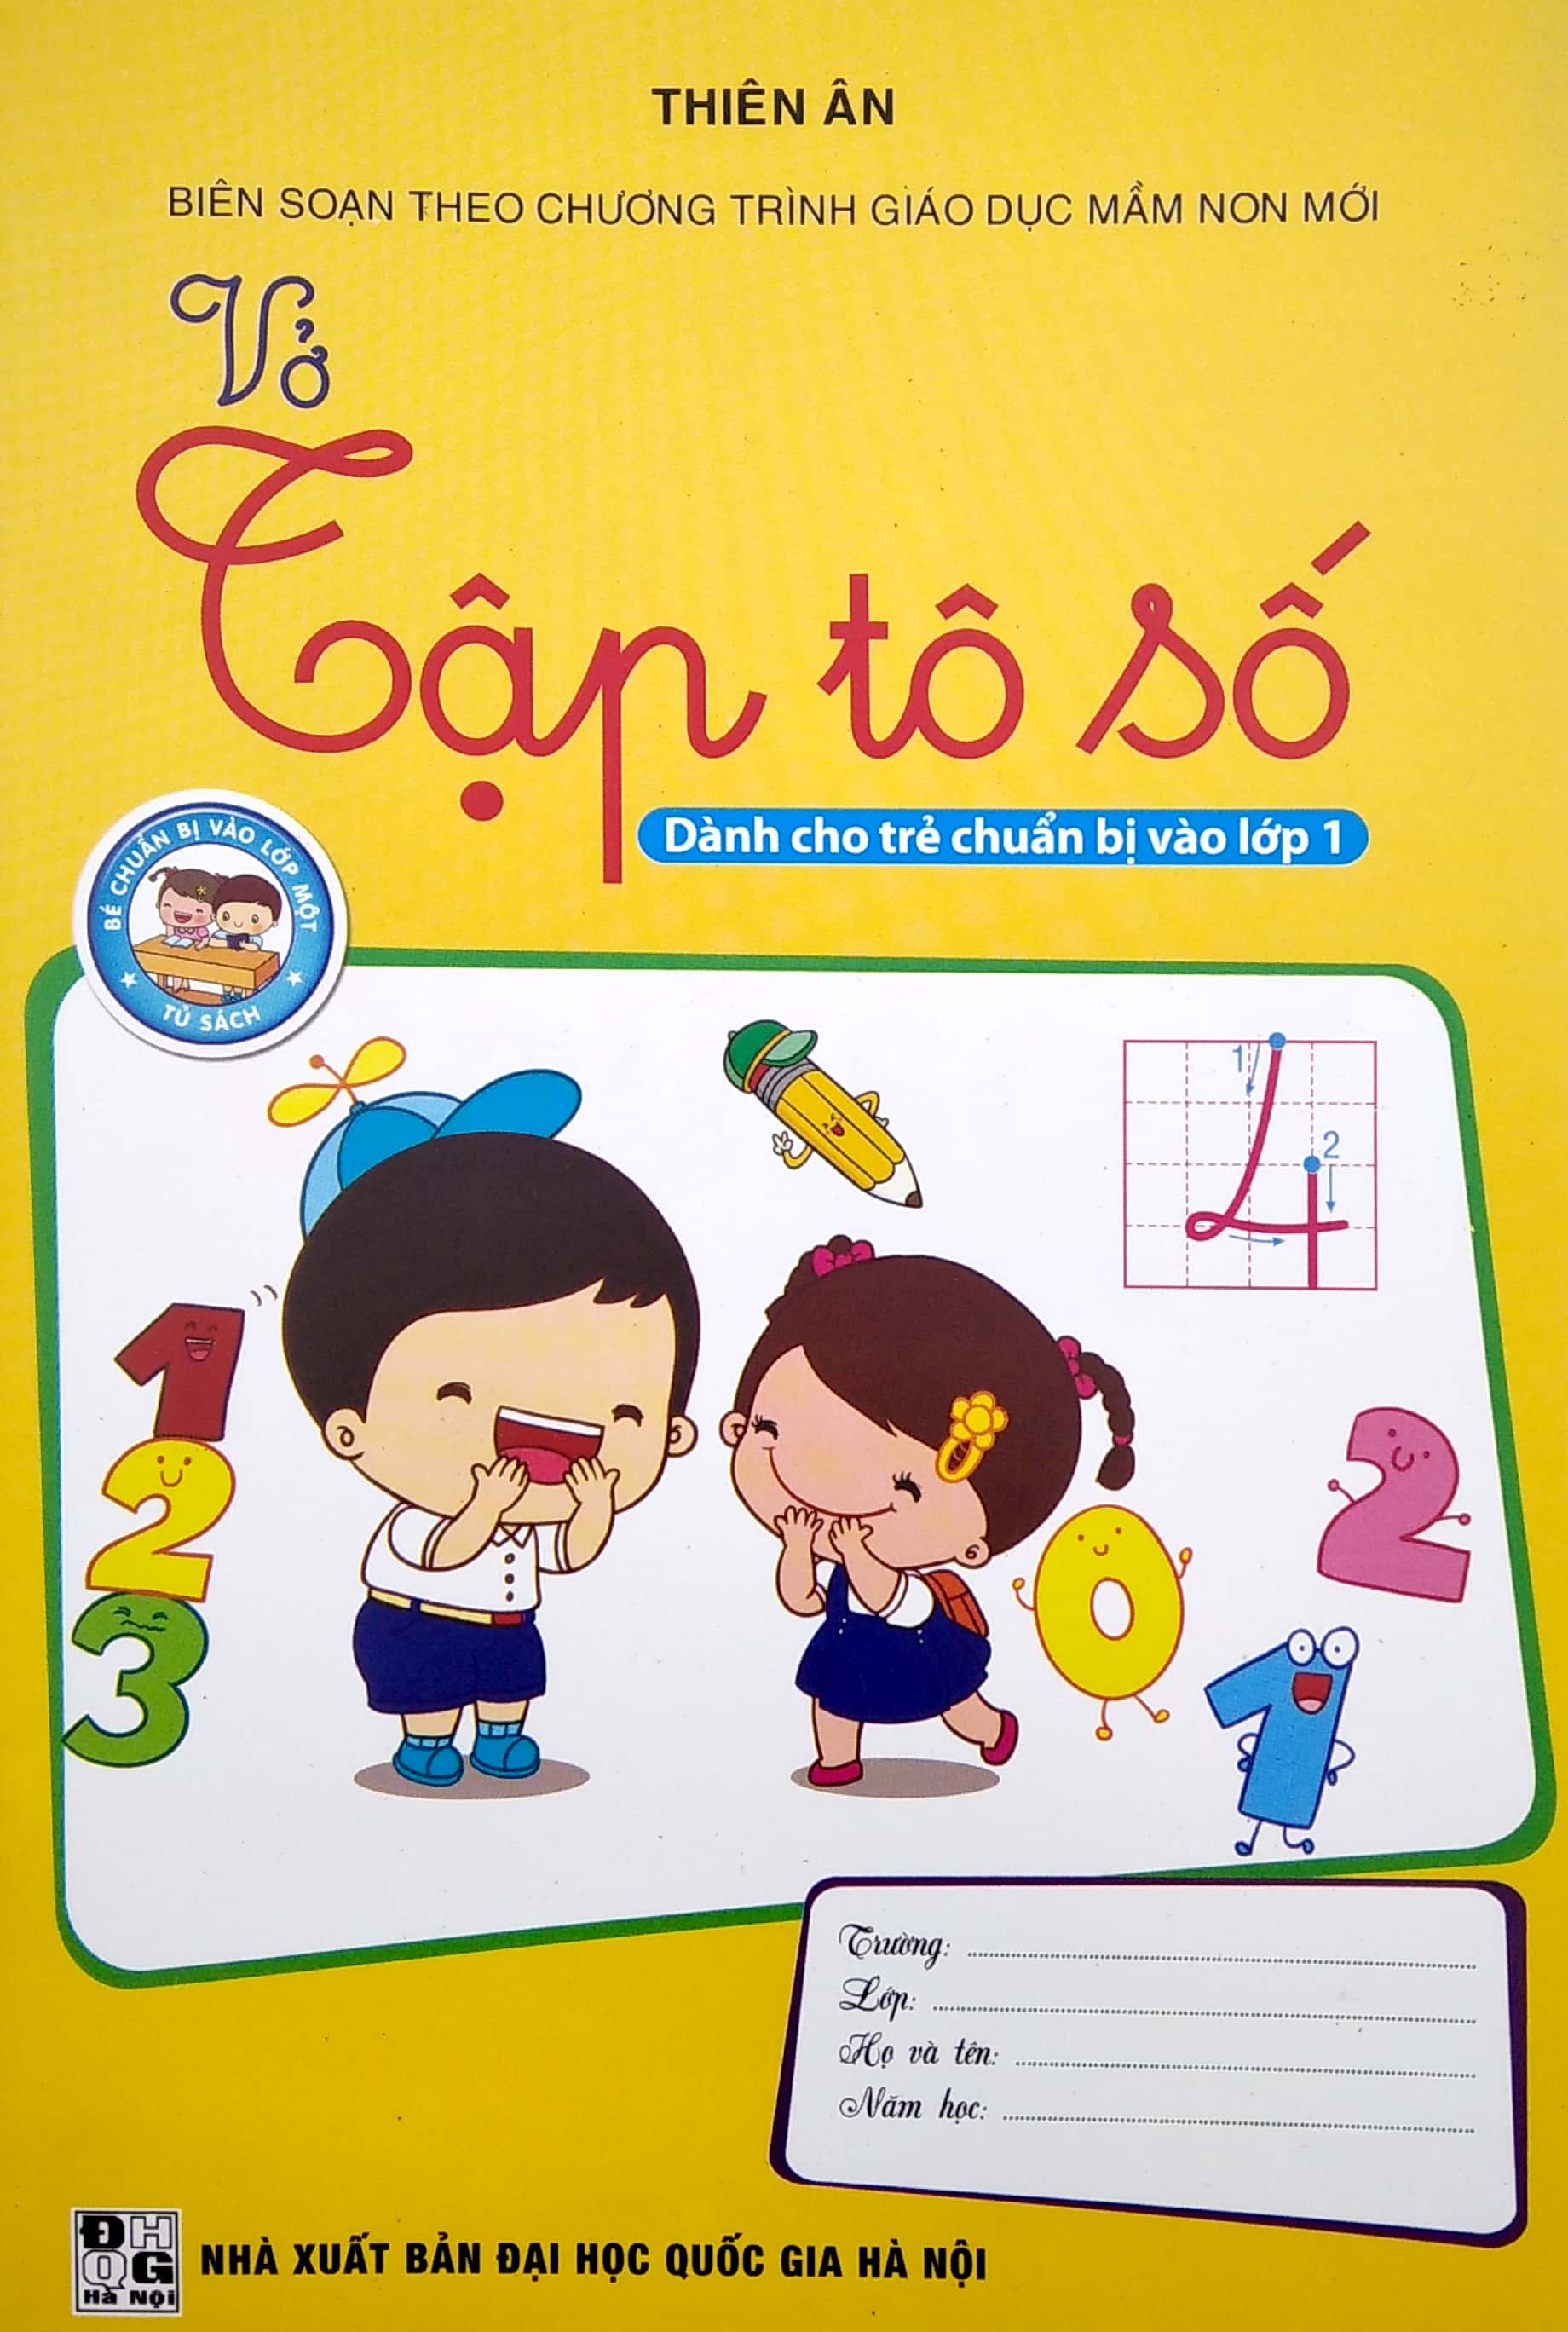 THIÊN ÂN
BIÊN SOẠN THEO CHƯƠNG TRÌNH GIÁO DỤC MẦM NON MỚI
Vở
Tập tô số
Dành cho trẻ chuẩn bị vào lớp 1
BÉ CHUẨN BỊ VÀO LỚP MỘT
TỦ SÁCH
1
2
1
2
3
0
1
2
Trường:
Lớp:
Họ và tên:
Năm học:
ĐH
QG
Hà Nội
NHÀ XUẤT BẢN ĐẠI HỌC QUỐC GIA HÀ NỘI